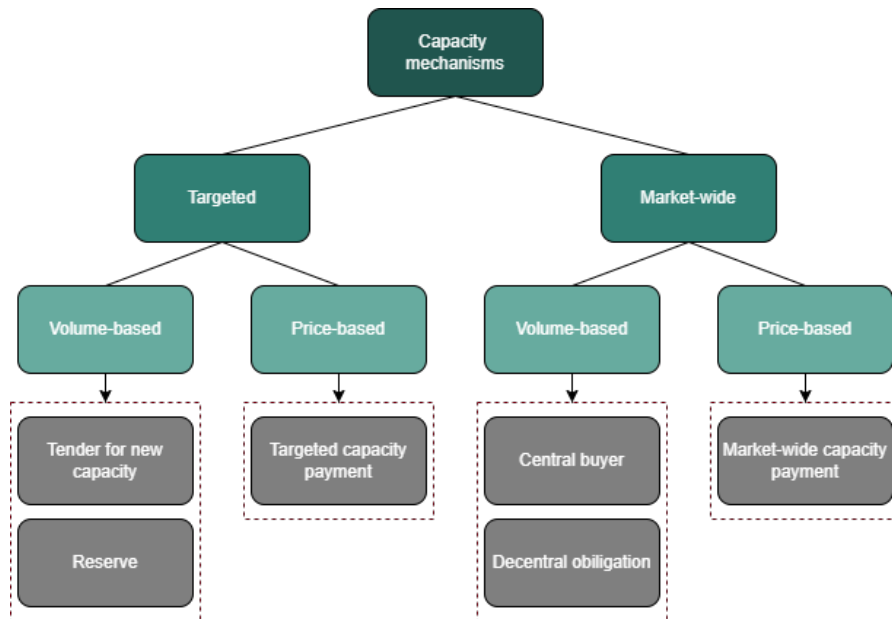 Capacity
mechanisms
Targeted
Market-wide
Volume-based
Price-based
Volume-based
Price-based
Tender for new
capacity
Targeted capacity
payment
Central buyer
Market-wide capacity
payment
Reserve
Decentral obiligation